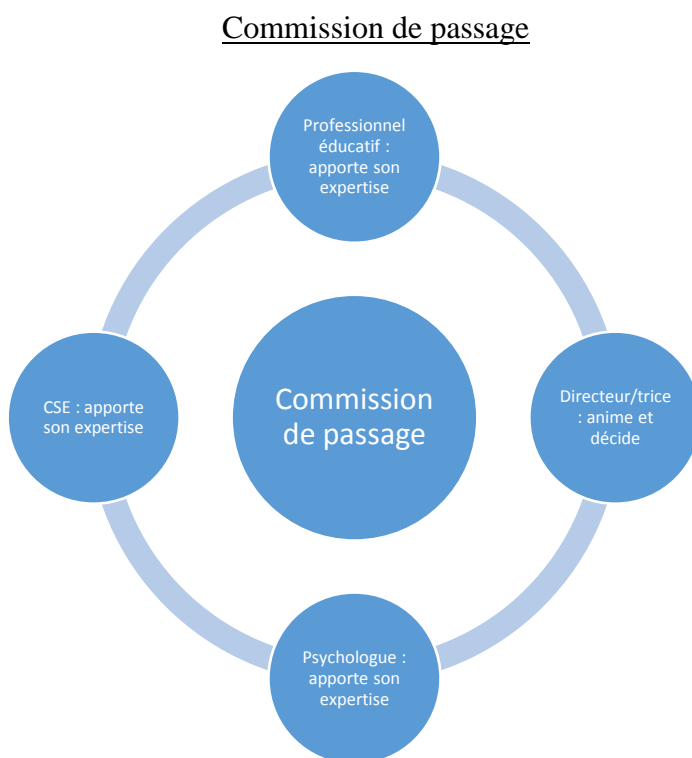 Commission de passage
Professionnel
éducatif :
apporte son
expertise
CSE : apporte
son expertise
Commission
de passage
Directeur/trice
: anime et
décide
Psychologue :
apporte son
expertise